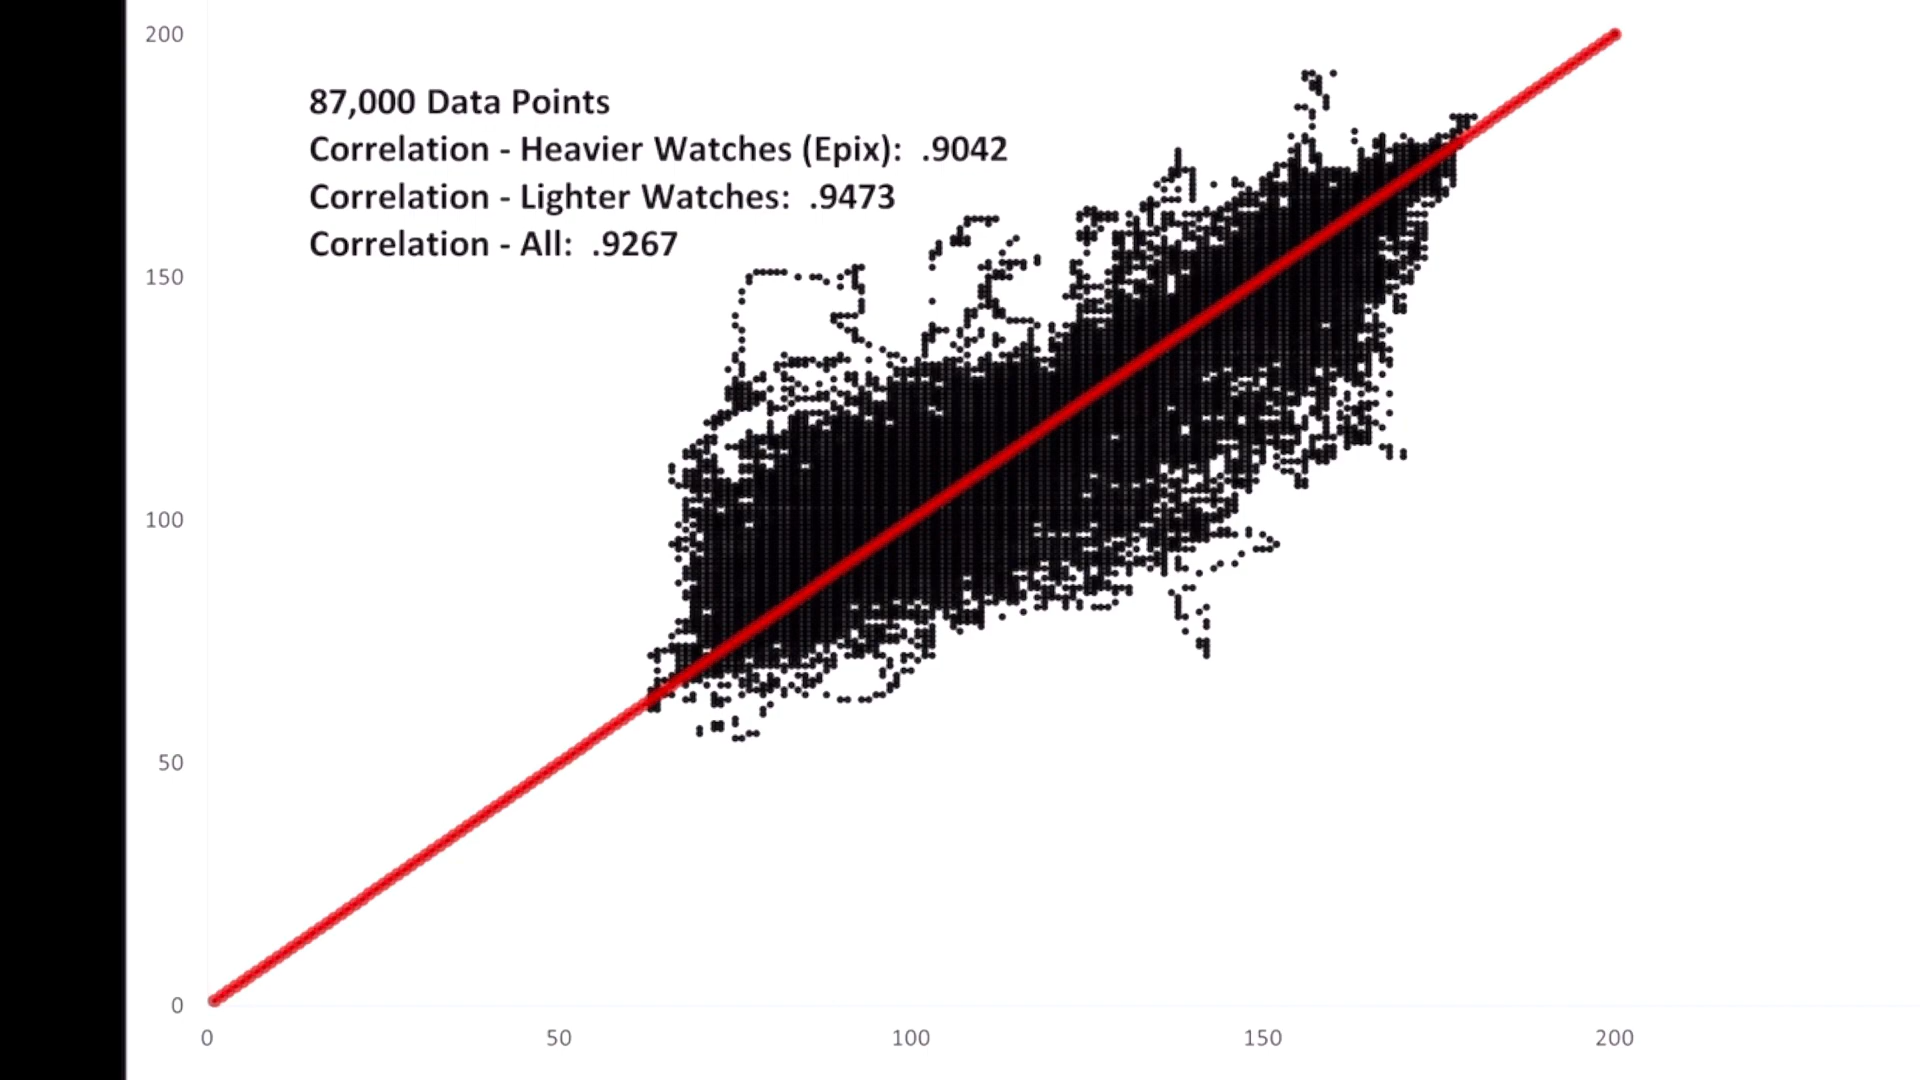 87,000 Data Points
Correlation - Heavier Watches (Epix): .9042
Correlation - Lighter Watches: .9473
Correlation - All: .9267
200
150
100
50
0
0 50 100 150 200